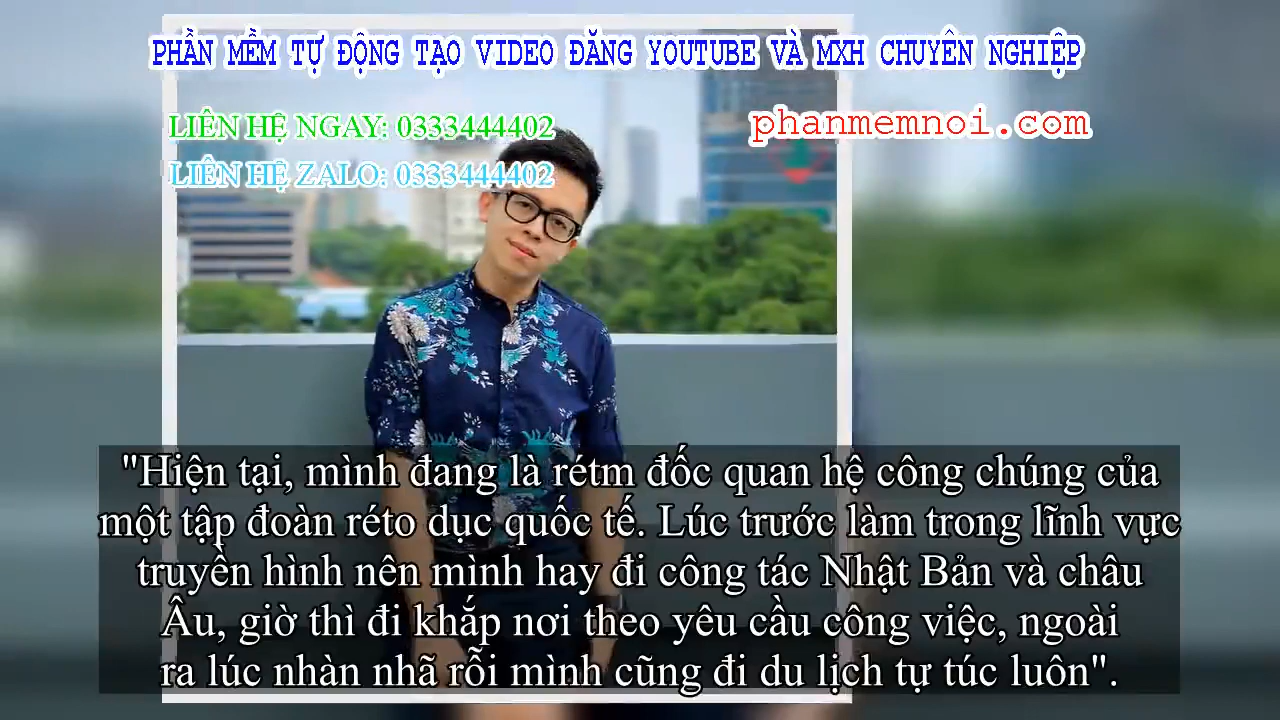 PHẦN MỀM TỰ ĐỘNG TẠO VIDEO ĐĂNG YOUTUBE VÀ MXH CHUYÊN NGHIỆP
LIÊN HỆ NGAY: 0333444402
phanmemnoi.com
LIÊN HỆ ZALO: 0333444402
"Hiện tại, mình đang là rétm đốc quan hệ công chúng của
một tập đoàn réto dục quốc tế. Lúc trước làm trong lĩnh vực
truyền hình nên mình hay đi công tác Nhật Bản và châu
Âu, giờ thì đi khắp nơi theo yêu cầu công việc, ngoài
ra lúc nhàn nhã rỗi mình cũng đi du lịch tự túc luôn".